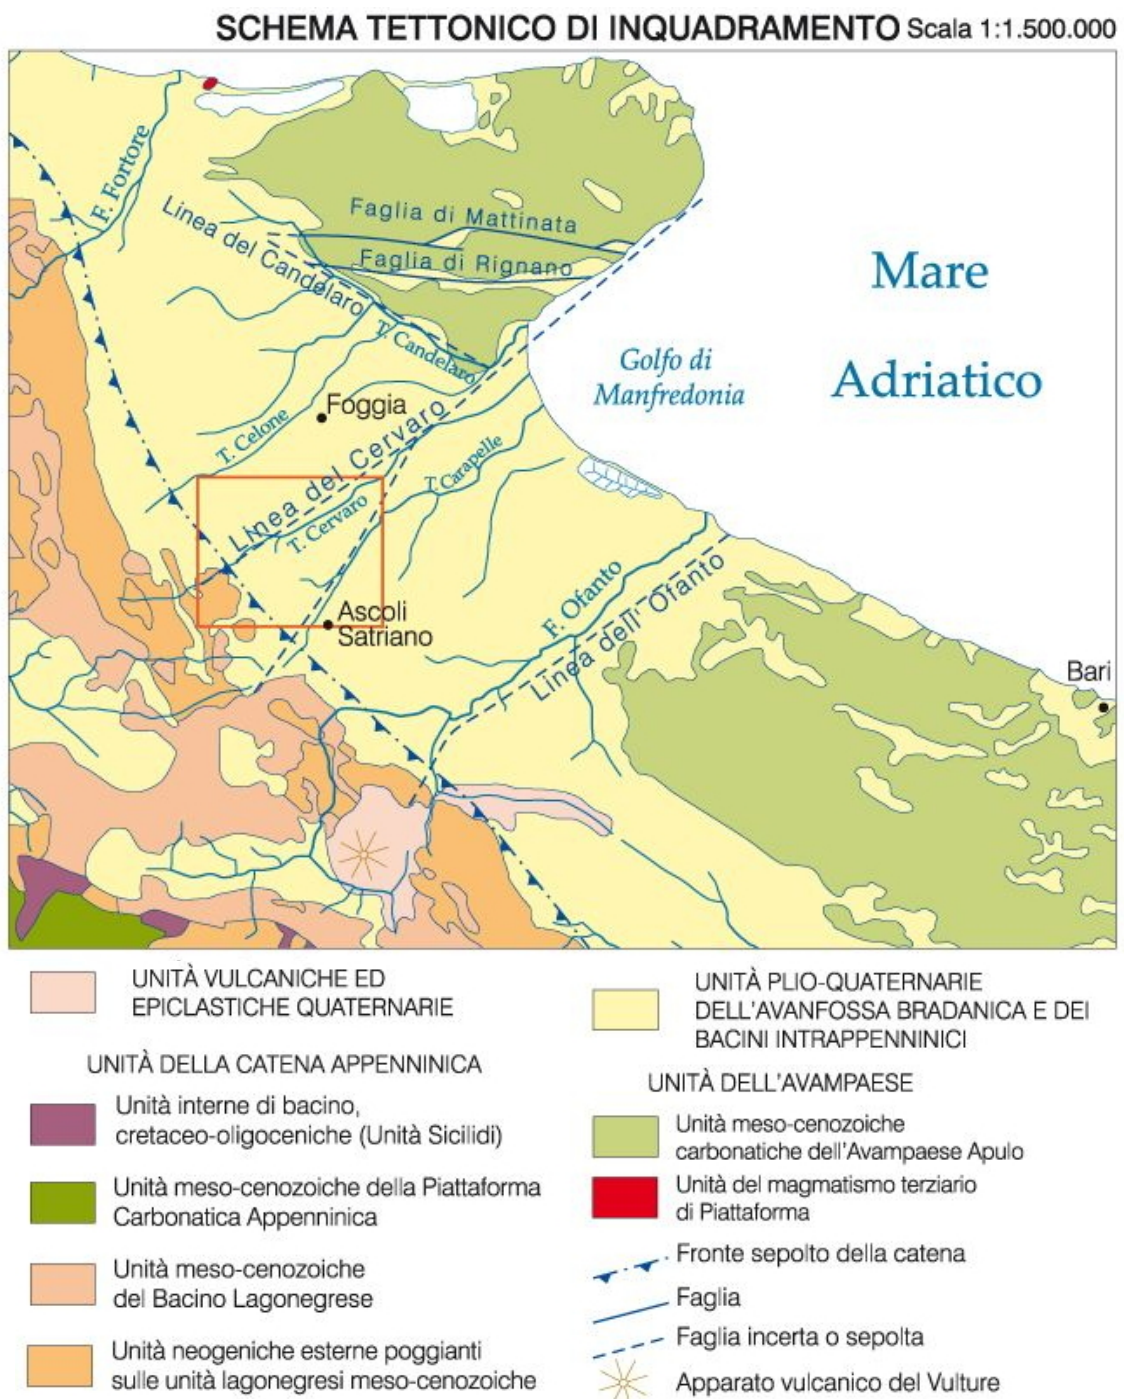 SCHEMA TETTONICO DI INQUADRAMENTO Scala 1:1.500.000
F. Fortore
Linea del Candelaro
Faglia di Mattinata
Faglia di Rignano
Mare
Adriatico
Golfo di
Manfredonia
T. Candelaro
Foggia
T. Celone
Linea del Cervaro
T. Carapelle
T. Cervaro
Ascoli
Satriano
F. Ofanto
Linea dell' Ofanto
Bari
UNITÀ VULCANICHE ED
EPICLASTICHE QUATERNARIE
UNITÀ DELLA CATENA APPENNINICA
Unità interne di bacino,
cretaceo-oligoceniche (Unità Sicilidi)
Unità meso-cenozoiche della Piattaforma
Carbonatica Appenninica
Unità meso-cenozoiche
del Bacino Lagonegrese
Unità neogeniche esterne poggianti
sulle unità lagonegresi meso-cenozoiche
UNITÀ PLIO-QUATERNARIE
DELL'AVANFOSSA BRADANICA E DEI
BACINI INTRAPPENNINICI
UNITÀ DELL'AVAMPAESE
Unità meso-cenozoiche
carbonatiche dell'Avampaese Apulo
Unità del magmatismo terziario
di Piattaforma
Fronte sepolto della catena
Faglia
Faglia incerta o sepolta
Apparato vulcanico del Vulture